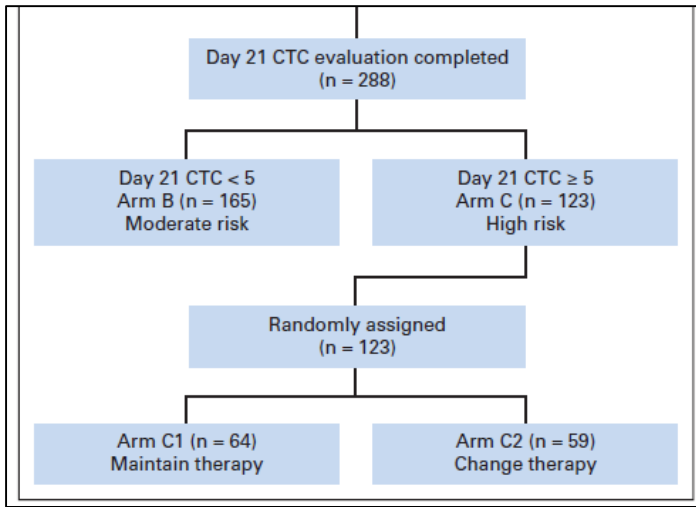 Day 21 CTC evaluation completed
(n = 288)
Day 21 CTC < 5
Arm B (n = 165)
Moderate risk
Day 21 CTC ≥ 5
Arm C (n = 123)
High risk
Randomly assigned
(n = 123)
Arm C1 (n = 64)
Maintain therapy
Arm C2 (n = 59)
Change therapy